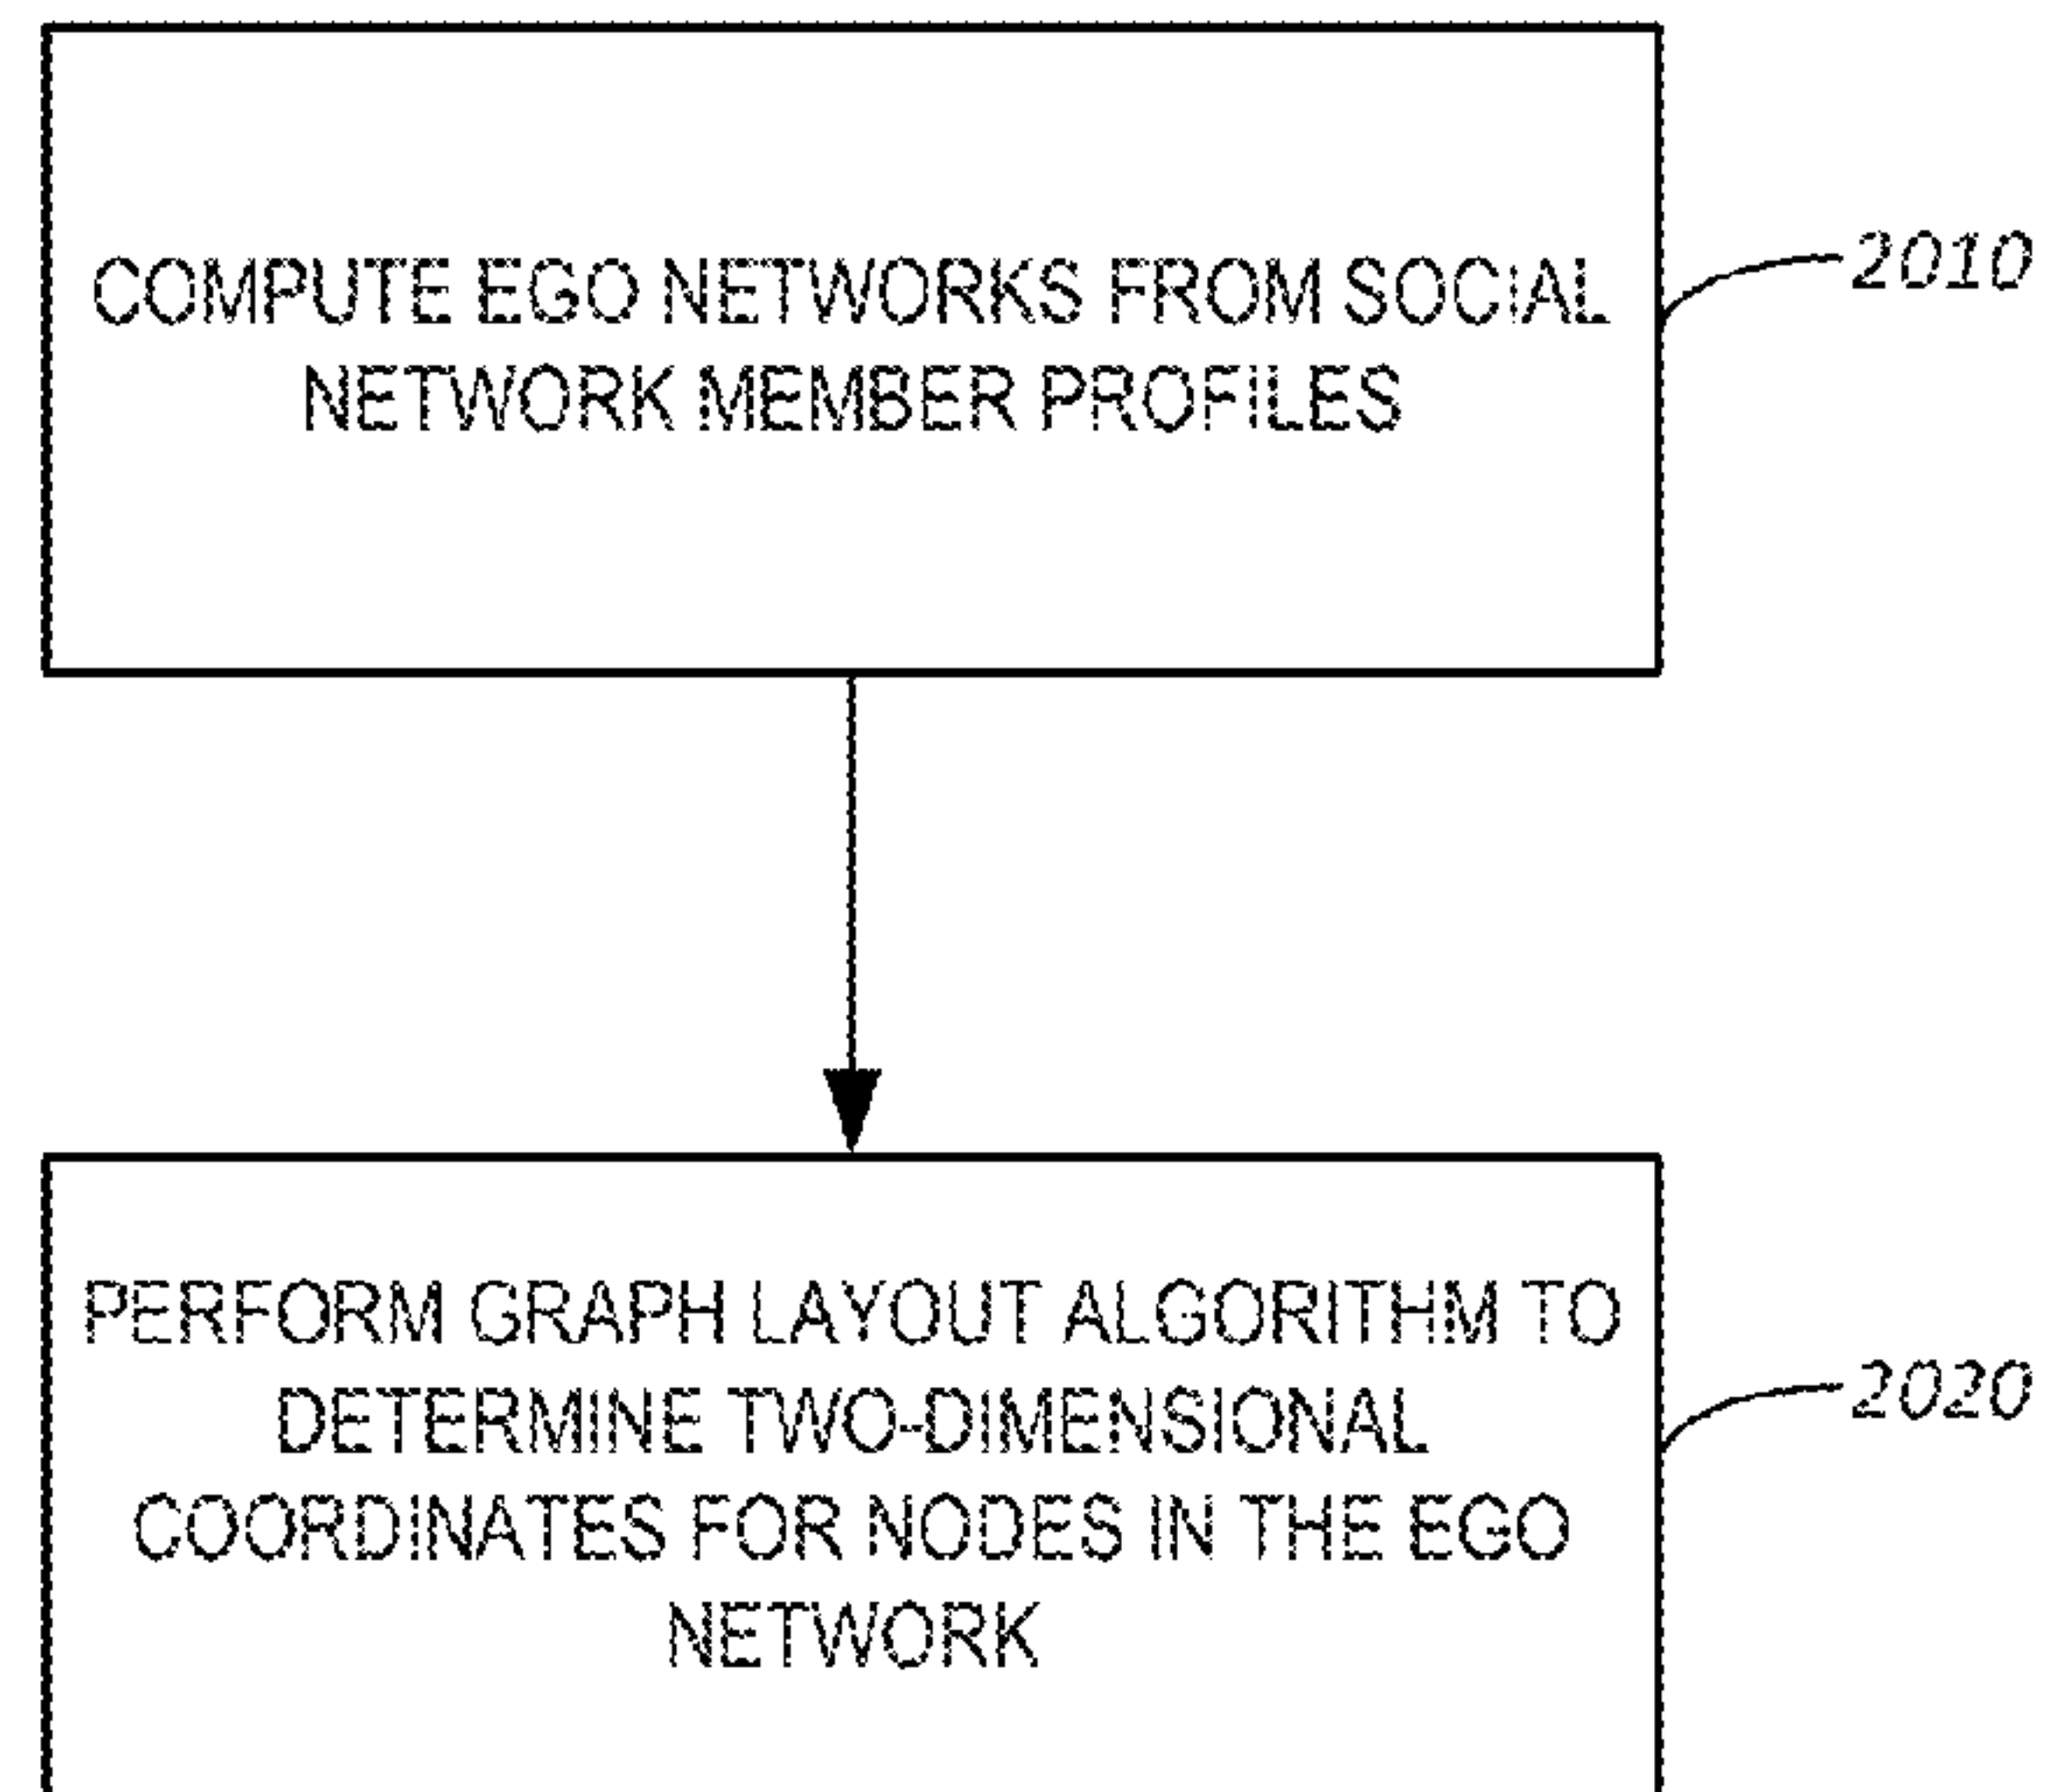 COMPUTE EGO NETWORKS FROM SOCIAL
NETWORK MEMBER PROFILES
2010
PERFORM GRAPH LAYOUT ALGORITHM TO
DETERMINE TWO-DIMENSIONAL
COORDINATES FOR NODES IN THE EGO
NETWORK
2020